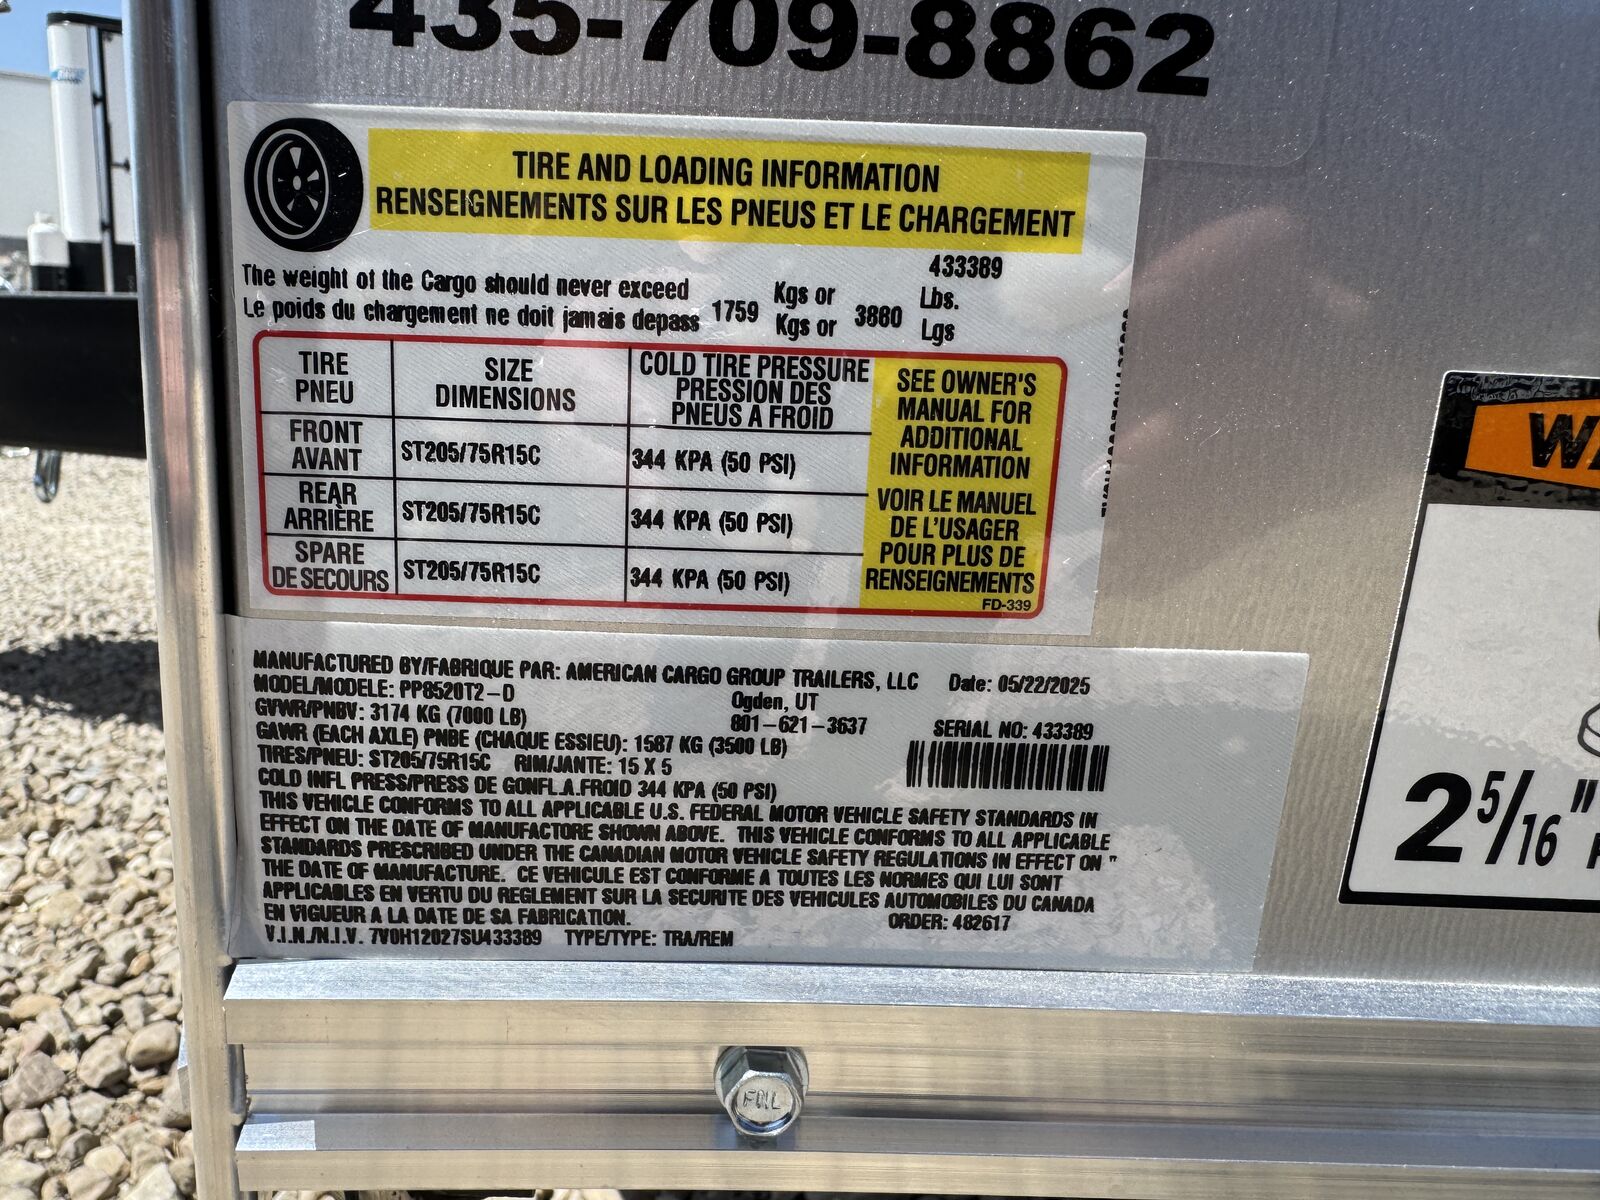 435-709-8862
TIRE AND LOADING INFORMATION
RENSEIGNEMENTS SUR LES PNEUS ET LE CHARGEMENT
433389
The weight of the Cargo should never exceed
Le poids du chargement ne doit jamais depass 1759 Kgs or Kgs or 3880 Lbs. Lgs
TIRE PNEU SIZE DIMENSIONS COLD TIRE PRESSURE PRESSION DES PNEUS A FROID
FRONT AVANT ST205/75R15C 344 KPA (50 PSI)
REAR ARRIÈRE ST205/75R15C 344 KPA (50 PSI)
SPARE DE SECOURS ST205/75R15C 344 KPA (50 PSI)
SEE OWNER'S
MANUAL FOR
ADDITIONAL
INFORMATION
VOIR LE MANUEL
DE L'USAGER
POUR PLUS DE
RENSEIGNEMENTS
FD-339
MANUFACTURED BY/FABRIQUE PAR: AMERICAN CARGO GROUP TRAILERS, LLC Date: 05/22/2025
MODEL/MODELE: PP8520T2-D Ogden, UT
GVWR/PNBV: 3174 KG (7000 LB) 801-621-3637 SERIAL NO: 433389
GAWR (EACH AXLE) PNBE (CHAQUE ESSIEU): 1587 KG (3500 LB)
TIRES/PNEU: ST205/75R15C RIM/JANTE: 15 X 5
COLD INFL PRESS/PRESS DE GONFL.A.FROID 344 KPA (50 PSI)
THIS VEHICLE CONFORMS TO ALL APPLICABLE U.S. FEDERAL MOTOR VEHICLE SAFETY STANDARDS IN
EFFECT ON THE DATE OF MANUFACTORE SHOWN ABOVE. THIS VEHICLE CONFORMS TO ALL APPLICABLE
STANDARDS PRESCRIBED UNDER THE CANADIAN MOTOR VEHICLE SAFETY REGULATIONS IN EFFECT ON "
THE DATE OF MANUFACTURE. CE VEHICULE EST CONFORME A TOUTES LES NORMES QUI LUI SONT
APPLICABLES EN VERTU DU REGLEMENT SUR LA SECURITE DES VEHICULES AUTOMOBILES DU CANADA
EN VIGUEUR A LA DATE DE SA FABRICATION. ORDER: 482617
V.I.N./N.I.V. 7V0H12027SU433389 TYPE/TYPE: TRA/REM
2 5/16"